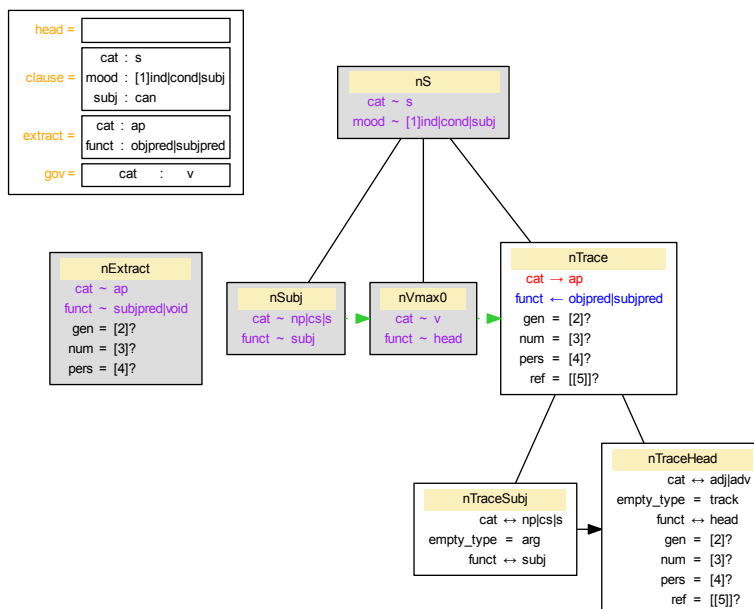 head =
clause =
cat : s
mood : [1]ind|cond|subj
subj : can
extract =
cat : ap
funct : objpred|subjpred
gov =
cat : v
nS
cat ~ s
mood ~ [1]ind|cond|subj
nExtract
cat ~ ap
funct ~ subjpred|void
gen = [2]?
num = [3]?
pers = [4]?
nSubj
cat ~ np|cs|s
funct ~ subj
nVmax0
cat ~ v
funct ~ head
nTrace
cat → ap
funct ← objpred|subjpred
gen = [2]?
num = [3]?
pers = [4]?
ref = [[5]]?
nTraceSubj
cat ↔ np|cs|s
empty_type = arg
funct ↔ subj
nTraceHead
cat ↔ adj|adv
empty_type = track
funct ↔ head
gen = [2]?
num = [3]?
pers = [4]?
ref = [[5]]?